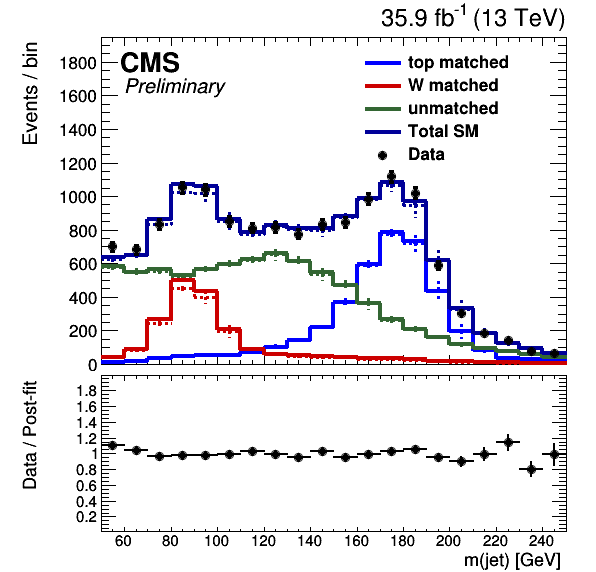 35.9 fb⁻¹ (13 TeV)
Events / bin
1800
1600
1400
1200
1000
800
600
400
200
0
CMS
Preliminary
top matched
W matched
unmatched
Total SM
Data
Data / Post-fit
1.8
1.6
1.4
1.2
1
0.8
0.6
0.4
0.2
60 80 100 120 140 160 180 200 220 240
m(jet) [GeV]